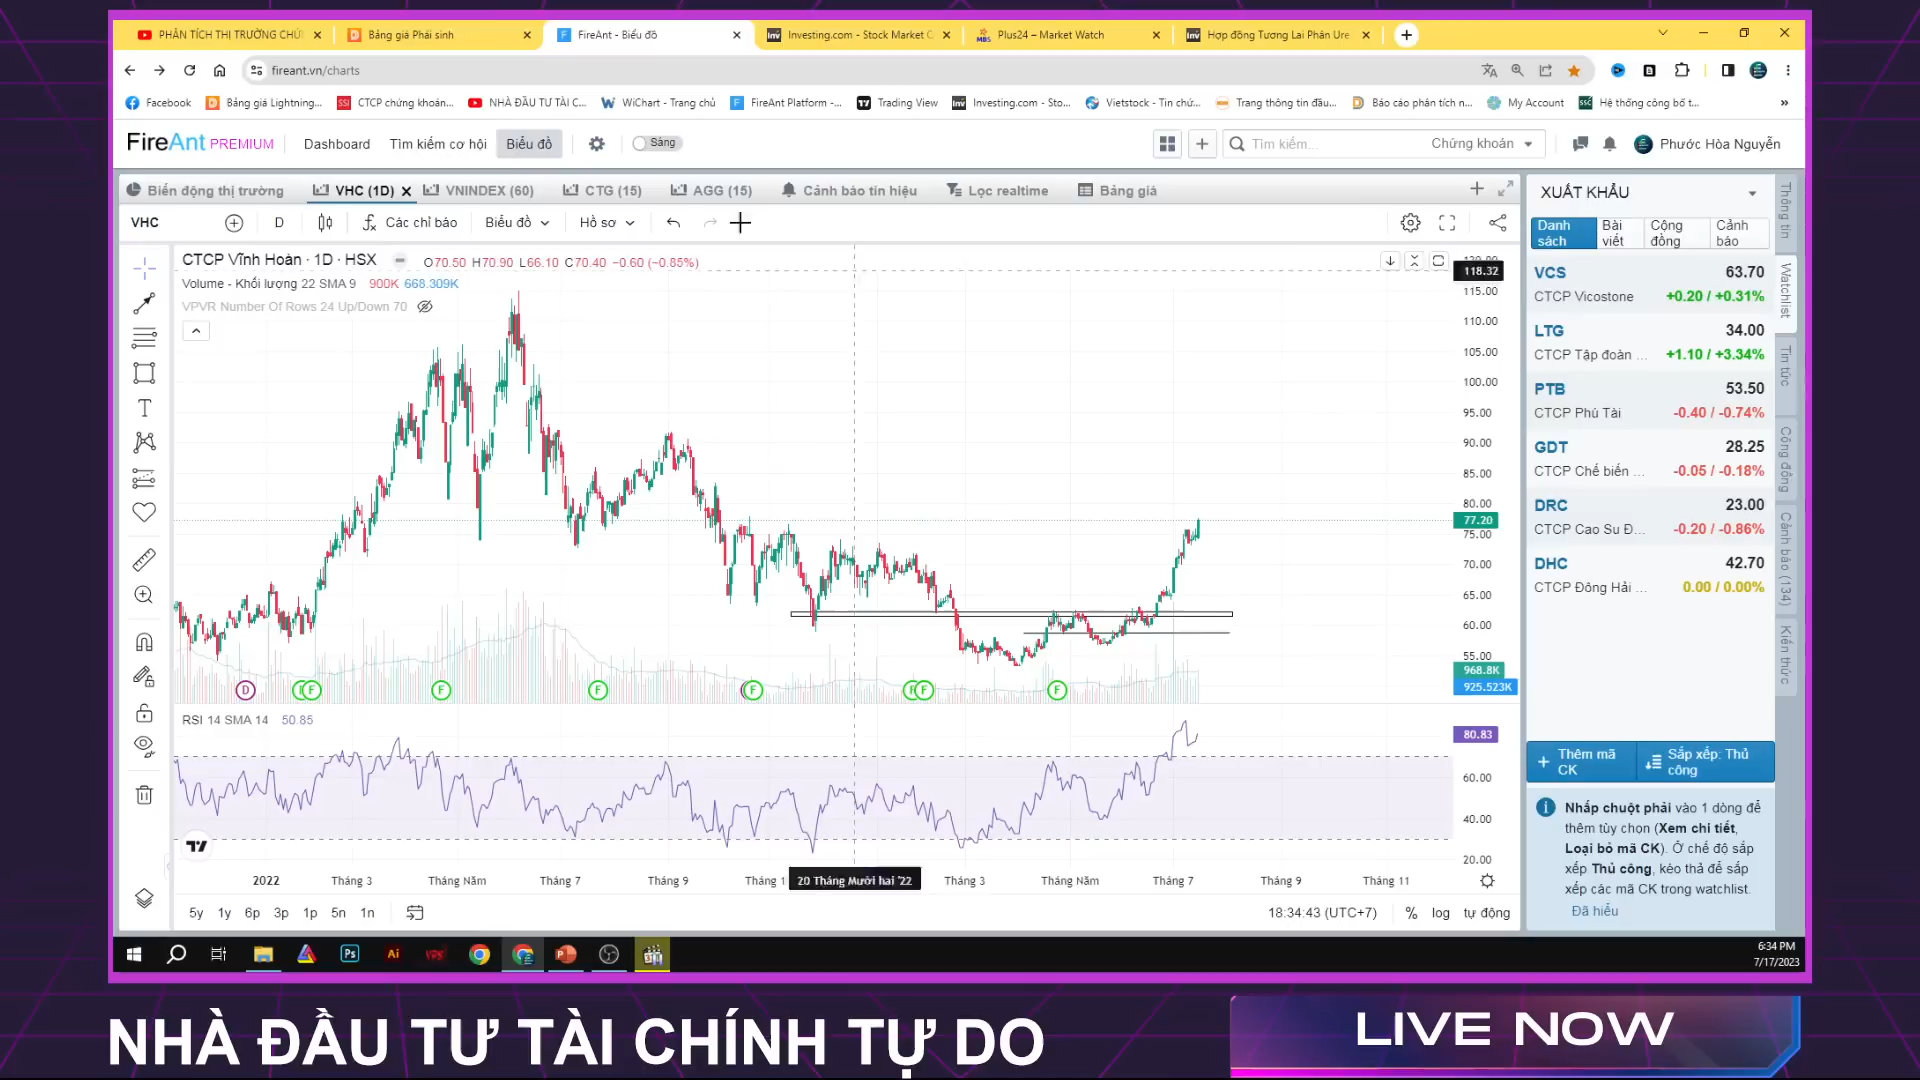 PHÂN TÍCH THỊ TRƯỜNG CHỨ
Bảng giá Phái sinh
FireAnt - Biểu đồ
Investing.com - Stock Market C
Plus24 – Market Watch
Hợp đồng Tương Lai Phân Ure
fireant.vn/charts
Facebook
Bảng giá Lightning...
CTCP chứng khoán...
NHÀ ĐẦU TƯ TÀI C...
WiChart - Trang chủ
FireAnt Platform -...
Trading View
Investing.com - Sto...
Vietstock - Tin chứ...
Trang thông tin đầu...
Báo cáo phân tích n...
My Account
Hệ thống công bố t...
FireAnt PREMIUM
Dashboard
Tìm kiếm cơ hội
Biểu đồ
Sáng
Tìm kiếm...
Chứng khoán
Phước Hòa Nguyễn
Biến động thị trường
VHC (1D)
VNINDEX (60)
CTG (15)
AGG (15)
Cảnh báo tín hiệu
Lọc realtime
Bảng giá
VHC
D
Các chỉ báo
Biểu đồ
Hồ sơ
CTCP Vĩnh Hoàn · 1D · HSX
O70.50 H70.90 L66.10 C70.40 −0.60 (−0.85%)
Volume - Khối lượng 22 SMA 9 900K 668.309K
VPVR Number Of Rows 24 Up/Down 70
118.32
115.00
110.00
105.00
100.00
95.00
90.00
85.00
80.00
77.20
75.00
70.00
65.00
60.00
55.00
968.8K
925.523K
D
F
F
F
F
F
F
RSI 14 SMA 14 50.85
80.83
60.00
40.00
20.00
2022
Tháng 3
Tháng Năm
Tháng 7
Tháng 9
Tháng 1
20 Tháng Mười hai '22
Tháng 3
Tháng Năm
Tháng 7
Tháng 9
Tháng 11
5y 1y 6p 3p 1p 5n 1n
18:34:43 (UTC+7)
% log tự động
XUẤT KHẨU
Danh sách
Bài viết
Cộng đồng
Cảnh báo
VCS 63.70
CTCP Vicostone +0.20 / +0.31%
LTG 34.00
CTCP Tập đoàn ... +1.10 / +3.34%
PTB 53.50
CTCP Phú Tài -0.40 / -0.74%
GDT 28.25
CTCP Chế biến ... -0.05 / -0.18%
DRC 23.00
CTCP Cao Su Đ... -0.20 / -0.86%
DHC 42.70
CTCP Đông Hải ... 0.00 / 0.00%
Thêm mã CK
Sắp xếp: Thủ công
Nhấp chuột phải vào 1 dòng để
thêm tùy chọn (Xem chi tiết,
Loại bỏ mã CK). Ở chế độ sắp
xếp Thủ công, kéo thả để sắp
xếp các mã CK trong watchlist.
Đã hiểu
Thông tin
Watchlist
Tin tức
Cộng đồng
Cảnh báo (134)
Kiến thức
Ps
Ai
6:34 PM
7/17/2023
NHÀ ĐẦU TƯ TÀI CHÍNH TỰ DO
LIVE NOW